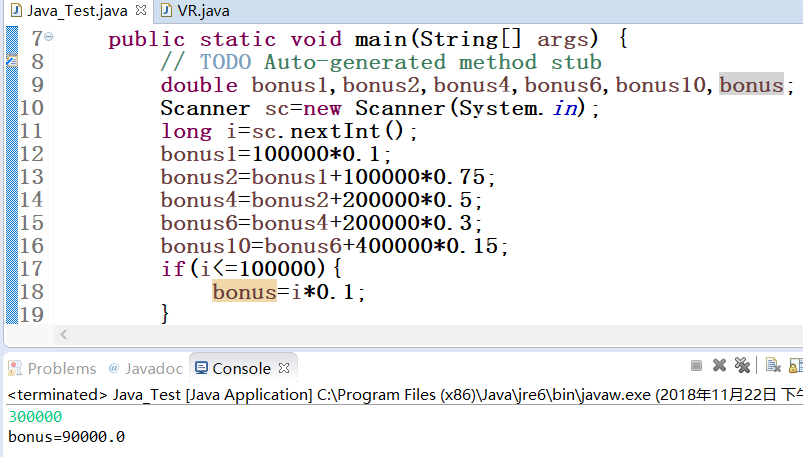 Java_Test.java VR.java
7 public static void main(String[] args) {
8 // TODO Auto-generated method stub
9 double bonus1,bonus2,bonus4,bonus6,bonus10,bonus;
10 Scanner sc=new Scanner(System.in);
11 long i=sc.nextInt();
12 bonus1=100000*0.1;
13 bonus2=bonus1+100000*0.75;
14 bonus4=bonus2+200000*0.5;
15 bonus6=bonus4+200000*0.3;
16 bonus10=bonus6+400000*0.15;
17 if(i<=100000){
18 bonus=i*0.1;
19 }
Problems @ Javadoc Console
<terminated> Java_Test [Java Application] C:\Program Files (x86)\Java\jre6\bin\javaw.exe (2018年11月22日 下午
300000
bonus=90000.0